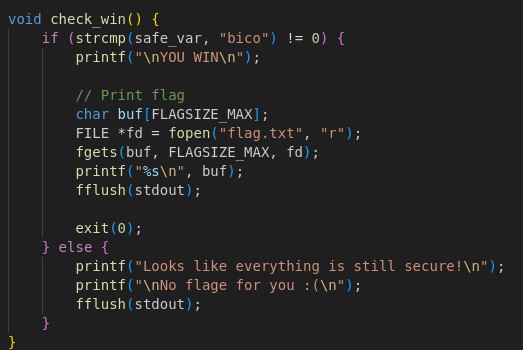 void check_win() {
    if (strcmp(safe_var, "bico") != 0) {
        printf("\nYOU WIN\n");

        // Print flag
        char buf[FLAGSIZE_MAX];
        FILE *fd = fopen("flag.txt", "r");
        fgets(buf, FLAGSIZE_MAX, fd);
        printf("%s\n", buf);
        fflush(stdout);

        exit(0);
    } else {
        printf("Looks like everything is still secure!\n");
        printf("\nNo flage for you :(\n");
        fflush(stdout);
    }
}